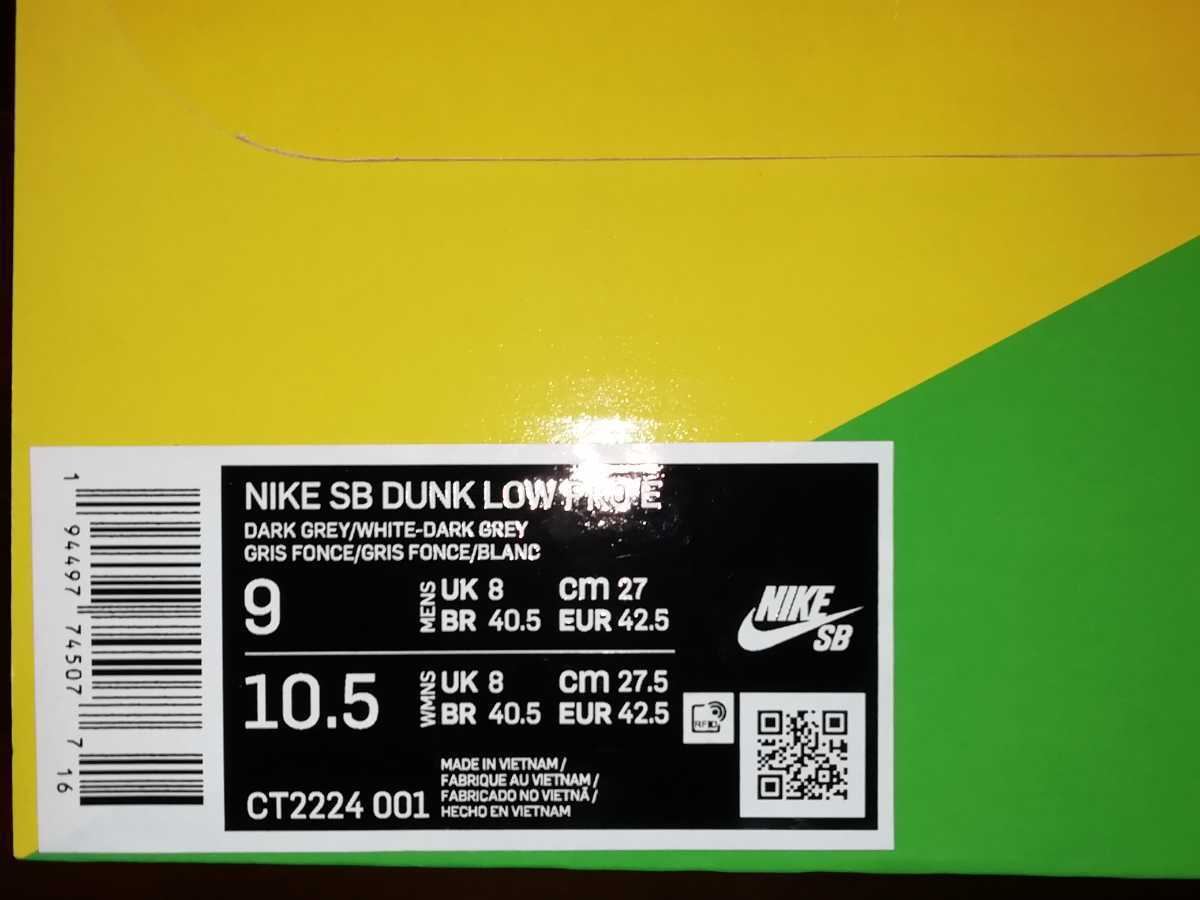 NIKE SB DUNK LOW PRO E
DARK GREY/WHITE-DARK GREY
GRIS FONCE/GRIS FONCE/BLANC
9
MENS
UK 8 cm 27
BR 40.5 EUR 42.5
10.5
WMNS
UK 8 cm 27.5
BR 40.5 EUR 42.5
CT2224 001
MADE IN VIETNAM /
FABRIQUE AU VIETNAM /
FABRICADO NO VIETNÃ /
HECHO EN VIETNAM
NIKE
SB
RFID
1 94497 74507 7 16